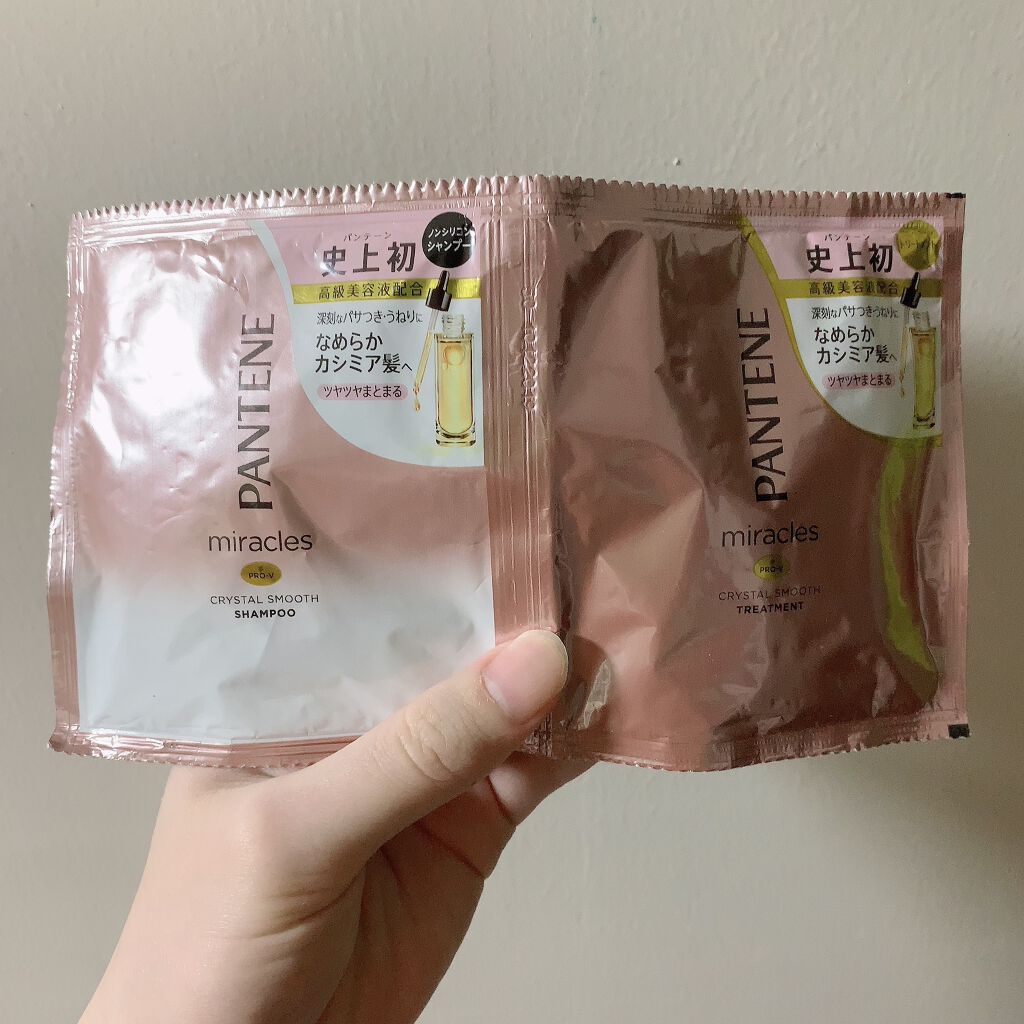 パンテーン
史上初
ノンシリコン
シャンプー
高級美容液配合
深刻なパサつき・うねりに
なめらか
カシミア髪へ
ツヤツヤまとまる
PANTENE
miracles
PRO-V
CRYSTAL SMOOTH
SHAMPOO
パンテーン
史上初
高級美容液配合
深刻なパサつき・うねりに
なめらか
カシミア髪へ
ツヤツヤまとまる
PANTENE
miracles
PRO-V
CRYSTAL SMOOTH
TREATMENT